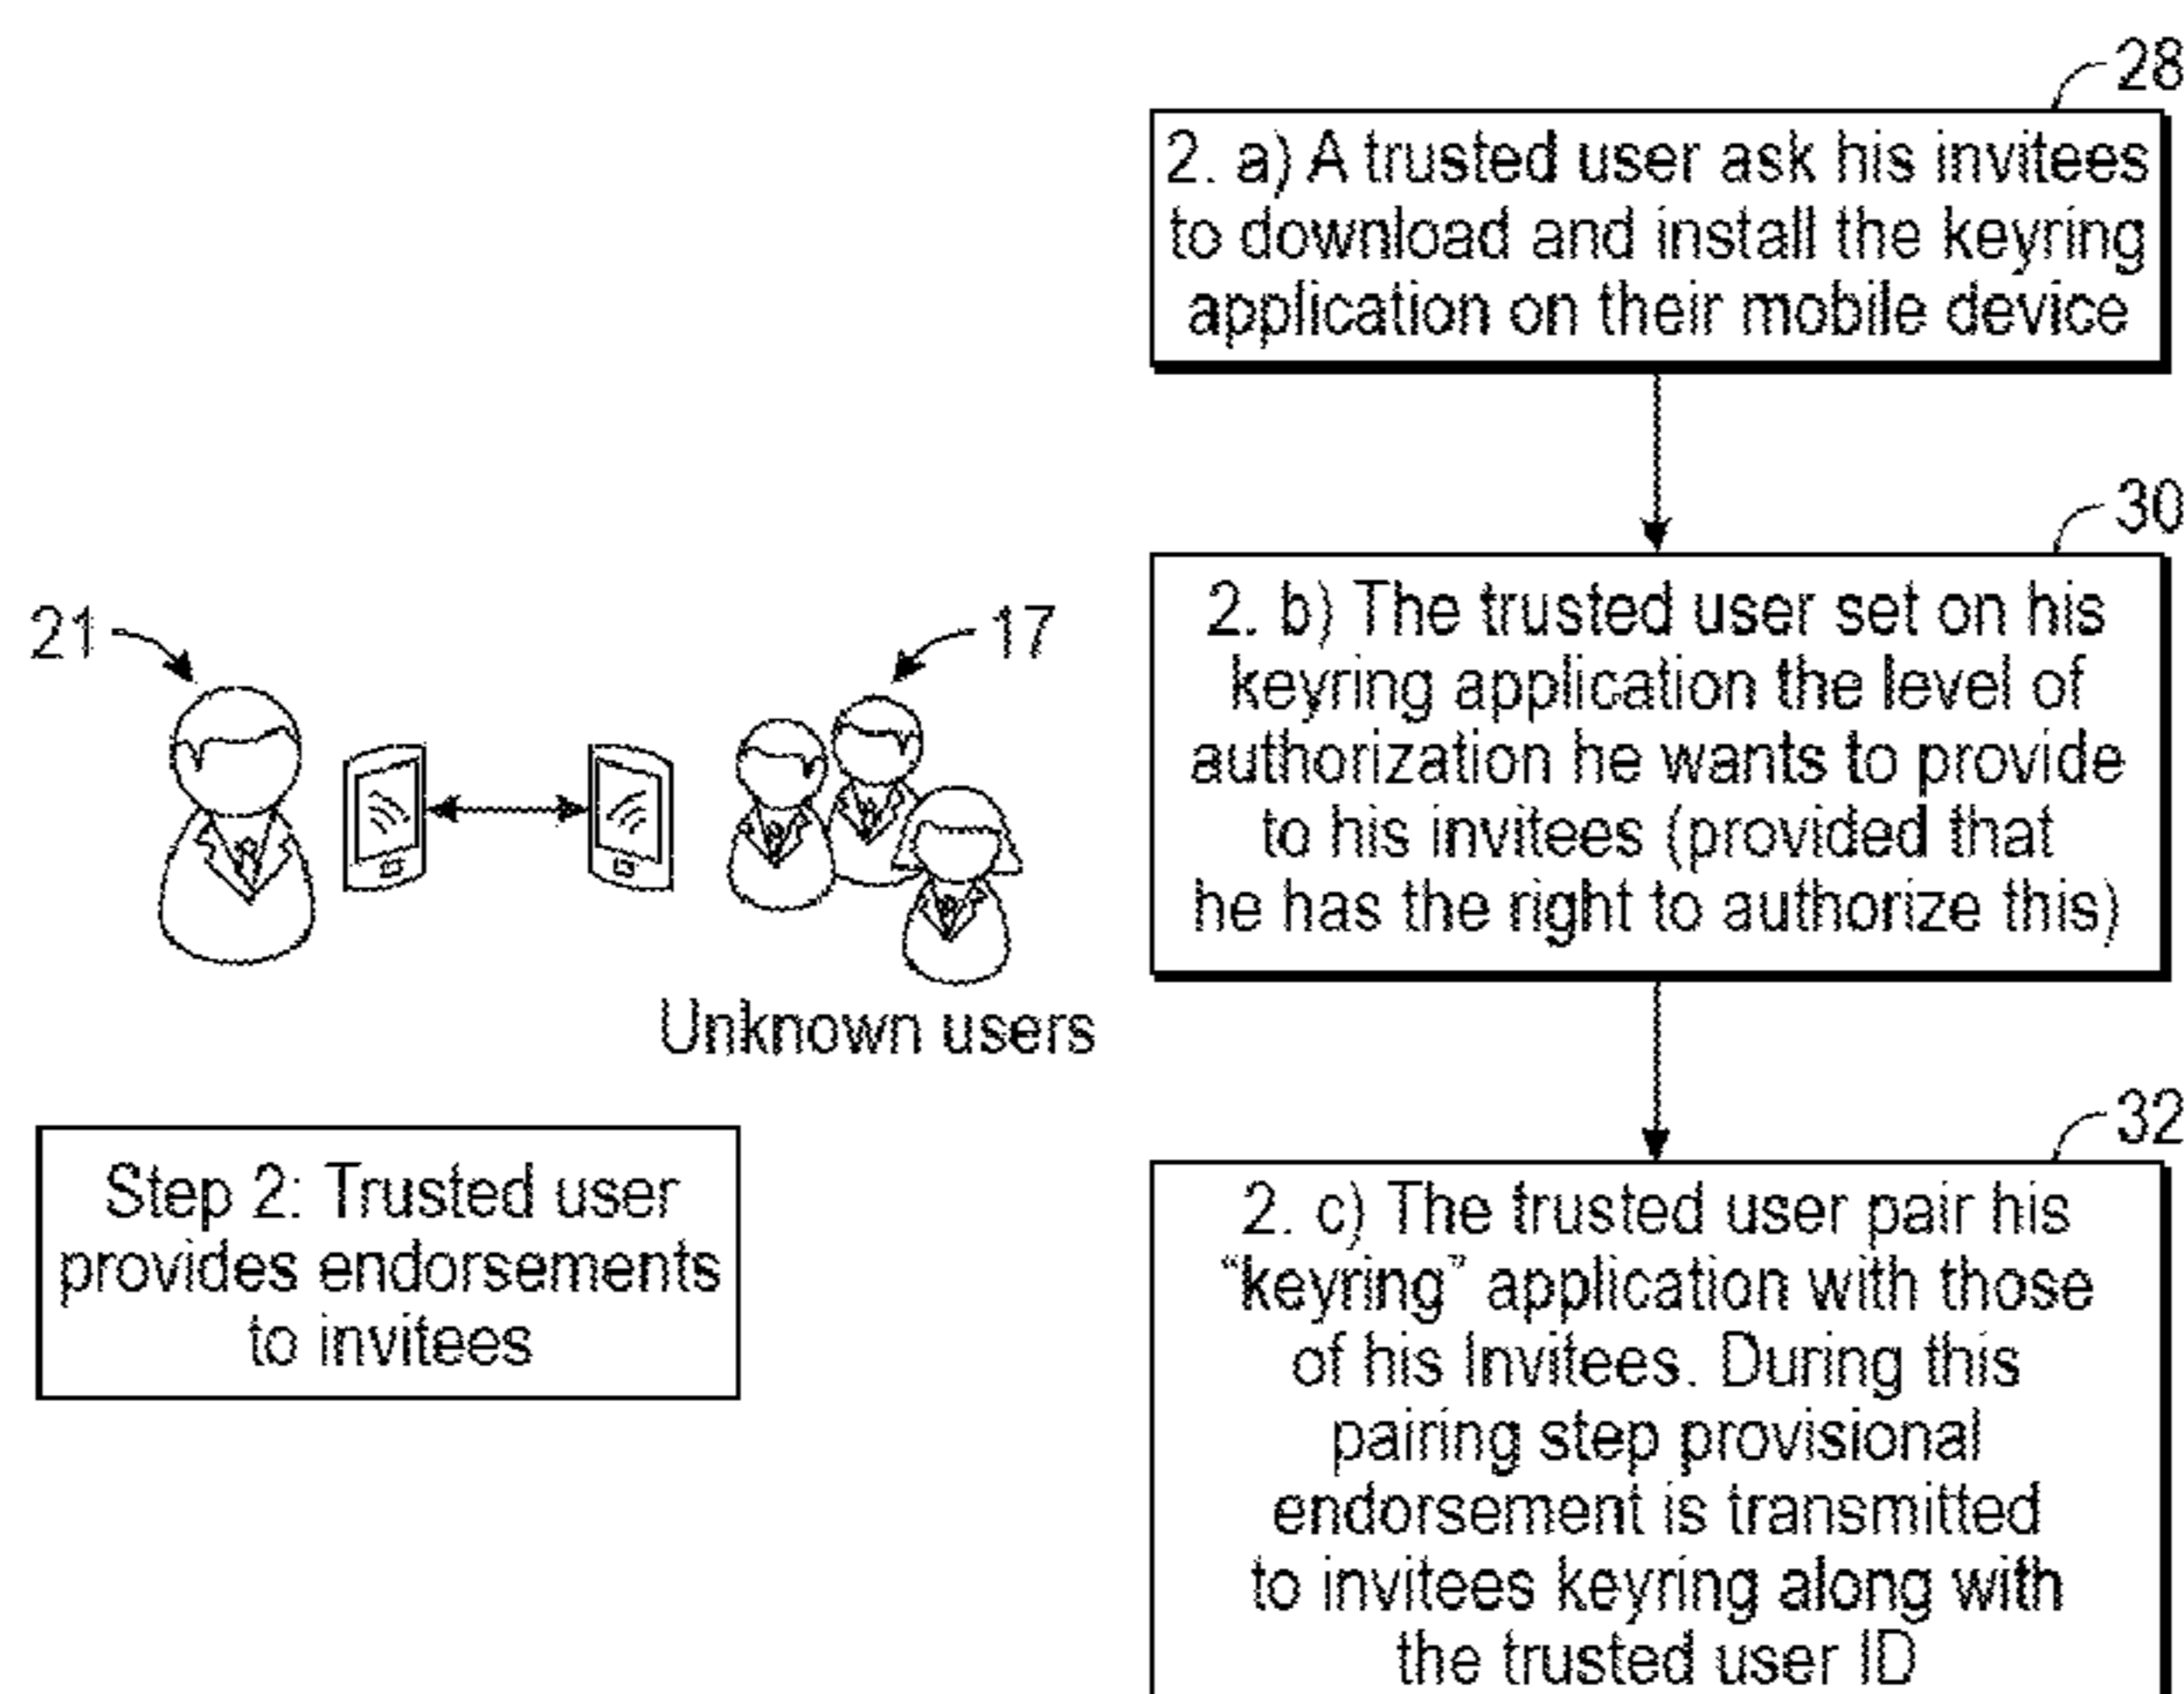 28
2. a) A trusted user ask his invitees
to download and install the keyring
application on their mobile device
30
2. b) The trusted user set on his
keyring application the level of
authorization he wants to provide
to his invitees (provided that
he has the right to authorize this)
21
17
Unknown users
Step 2: Trusted user
provides endorsements
to invitees
32
2. c) The trusted user pair his
“keyring” application with those
of his Invitees. During this
pairing step provisional
endorsement is transmitted
to invitees keyring along with
the trusted user ID